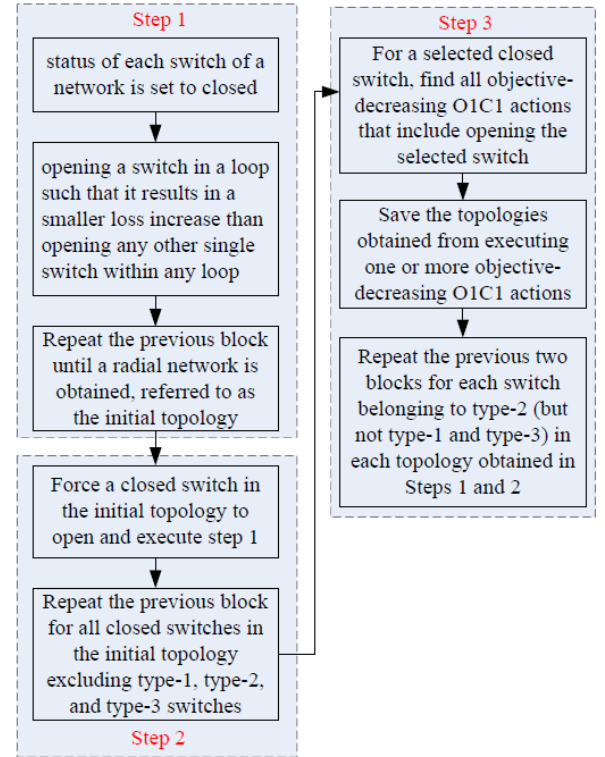 Step 1
status of each switch of a
network is set to closed
opening a switch in a loop
such that it results in a
smaller loss increase than
opening any other single
switch within any loop
Repeat the previous block
until a radial network is
obtained, referred to as
the initial topology
Force a closed switch in
the initial topology to
open and execute step 1
Repeat the previous block
for all closed switches in
the initial topology
excluding type-1, type-2,
and type-3 switches
Step 2
Step 3
For a selected closed
switch, find all objective-
decreasing O1C1 actions
that include opening the
selected switch
Save the topologies
obtained from executing
one or more objective-
decreasing O1C1 actions
Repeat the previous two
blocks for each switch
belonging to type-2 (but
not type-1 and type-3) in
each topology obtained in
Steps 1 and 2